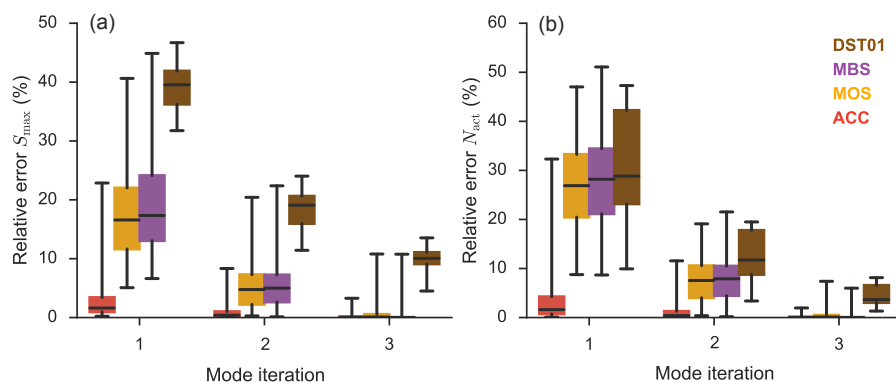 (a)
Relative error Smax (%)
50
40
30
20
10
0
1
2
3
Mode iteration
(b)
Relative error Nact (%)
60
50
40
30
20
10
0
1
2
3
Mode iteration
DST01
MBS
MOS
ACC